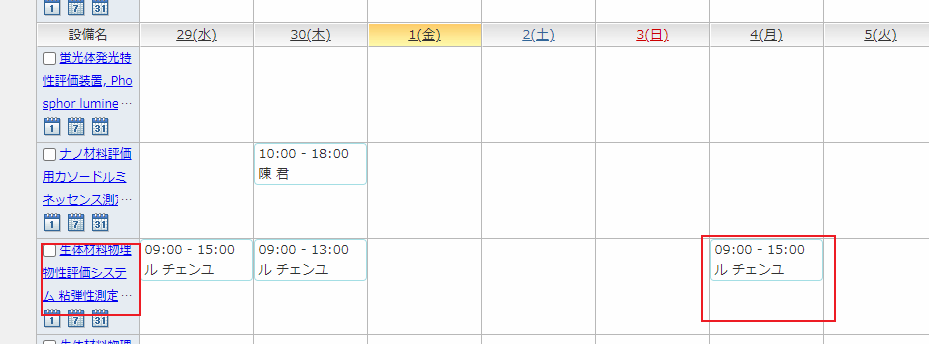 1 7 31
設備名 29(水) 30(木) 1(金) 2(土) 3(日) 4(月) 5(火)
蛍光体発光特
性評価装置, Pho
sphor lumine…
1 7 31
ナノ材料評価
用カソードルミ
ネッセンス測定…
1 7 31
10:00 - 18:00
陳 君
生体材料物理
物性評価システ
ム 粘弾性測定…
1 7 31
09:00 - 15:00
ル チェンユ
09:00 - 13:00
ル チェンユ
09:00 - 15:00
ル チェンユ
生体材料物理